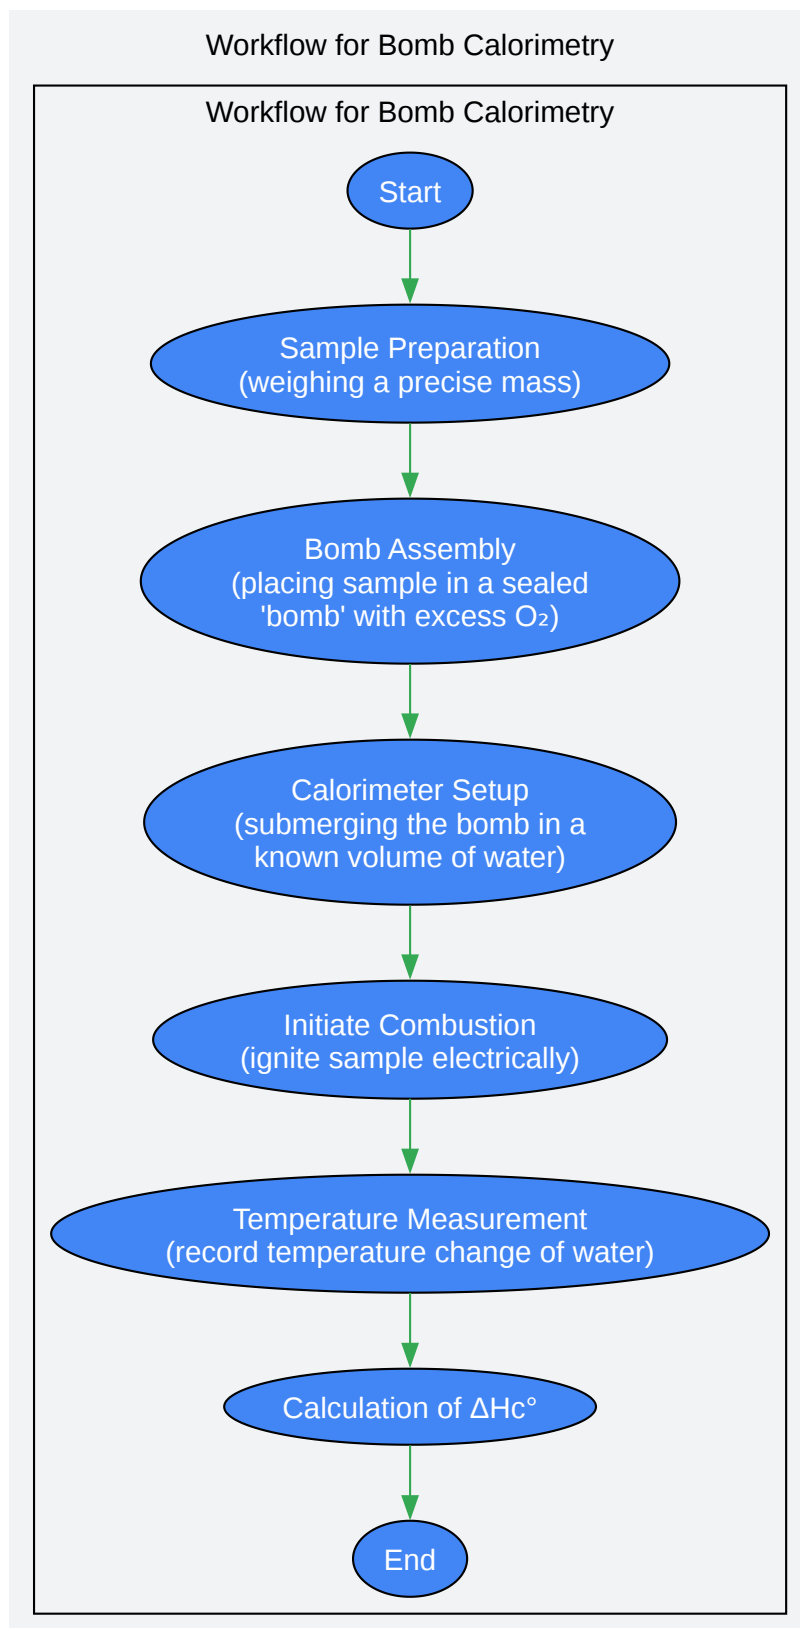 Workflow for Bomb Calorimetry
Workflow for Bomb Calorimetry
Start
Sample Preparation
(weighing a precise mass)
Bomb Assembly
(placing sample in a sealed
'bomb' with excess O₂)
Calorimeter Setup
(submerging the bomb in a
known volume of water)
Initiate Combustion
(ignite sample electrically)
Temperature Measurement
(record temperature change of water)
Calculation of ΔHc°
End